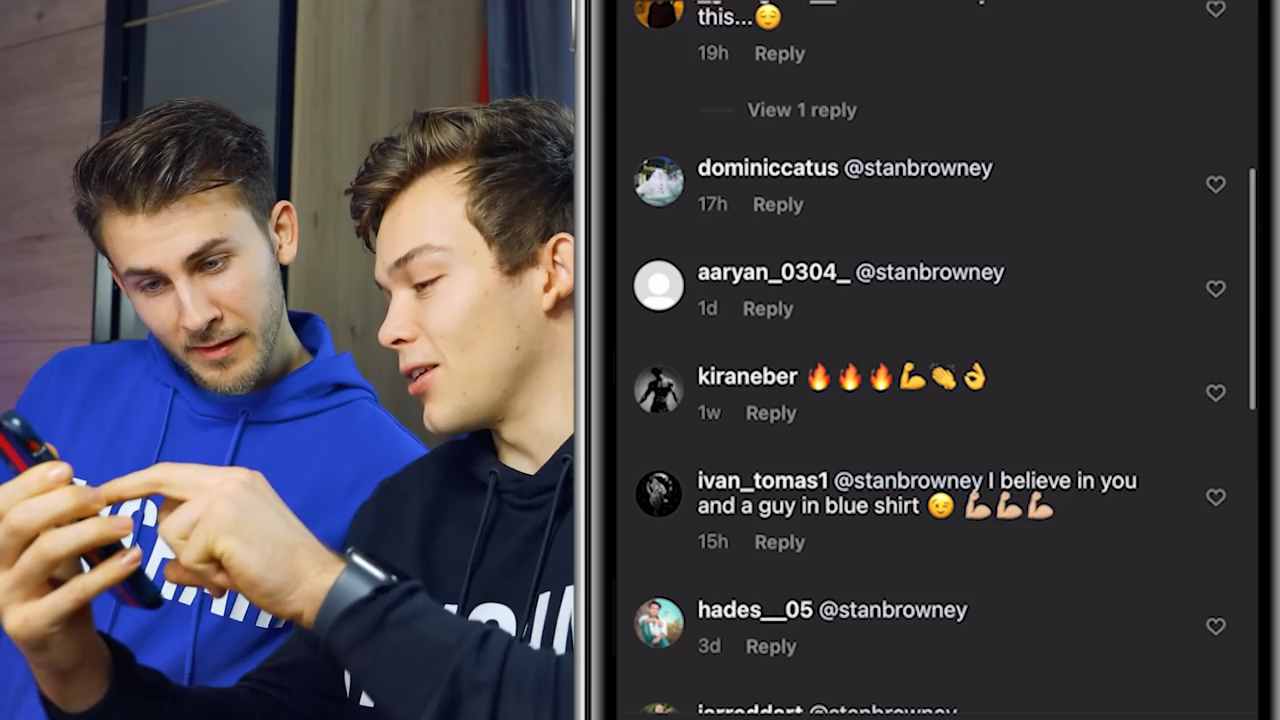 this...😌
19h Reply
View 1 reply
dominiccatus @stanbrowney
17h Reply
aaryan_0304_ @stanbrowney
1d Reply
kiraneber 🔥🔥🔥💪👏👌
1w Reply
ivan_tomas1 @stanbrowney I believe in you
and a guy in blue shirt 😉 💪🏼💪🏼💪🏼
15h Reply
hades__05 @stanbrowney
3d Reply